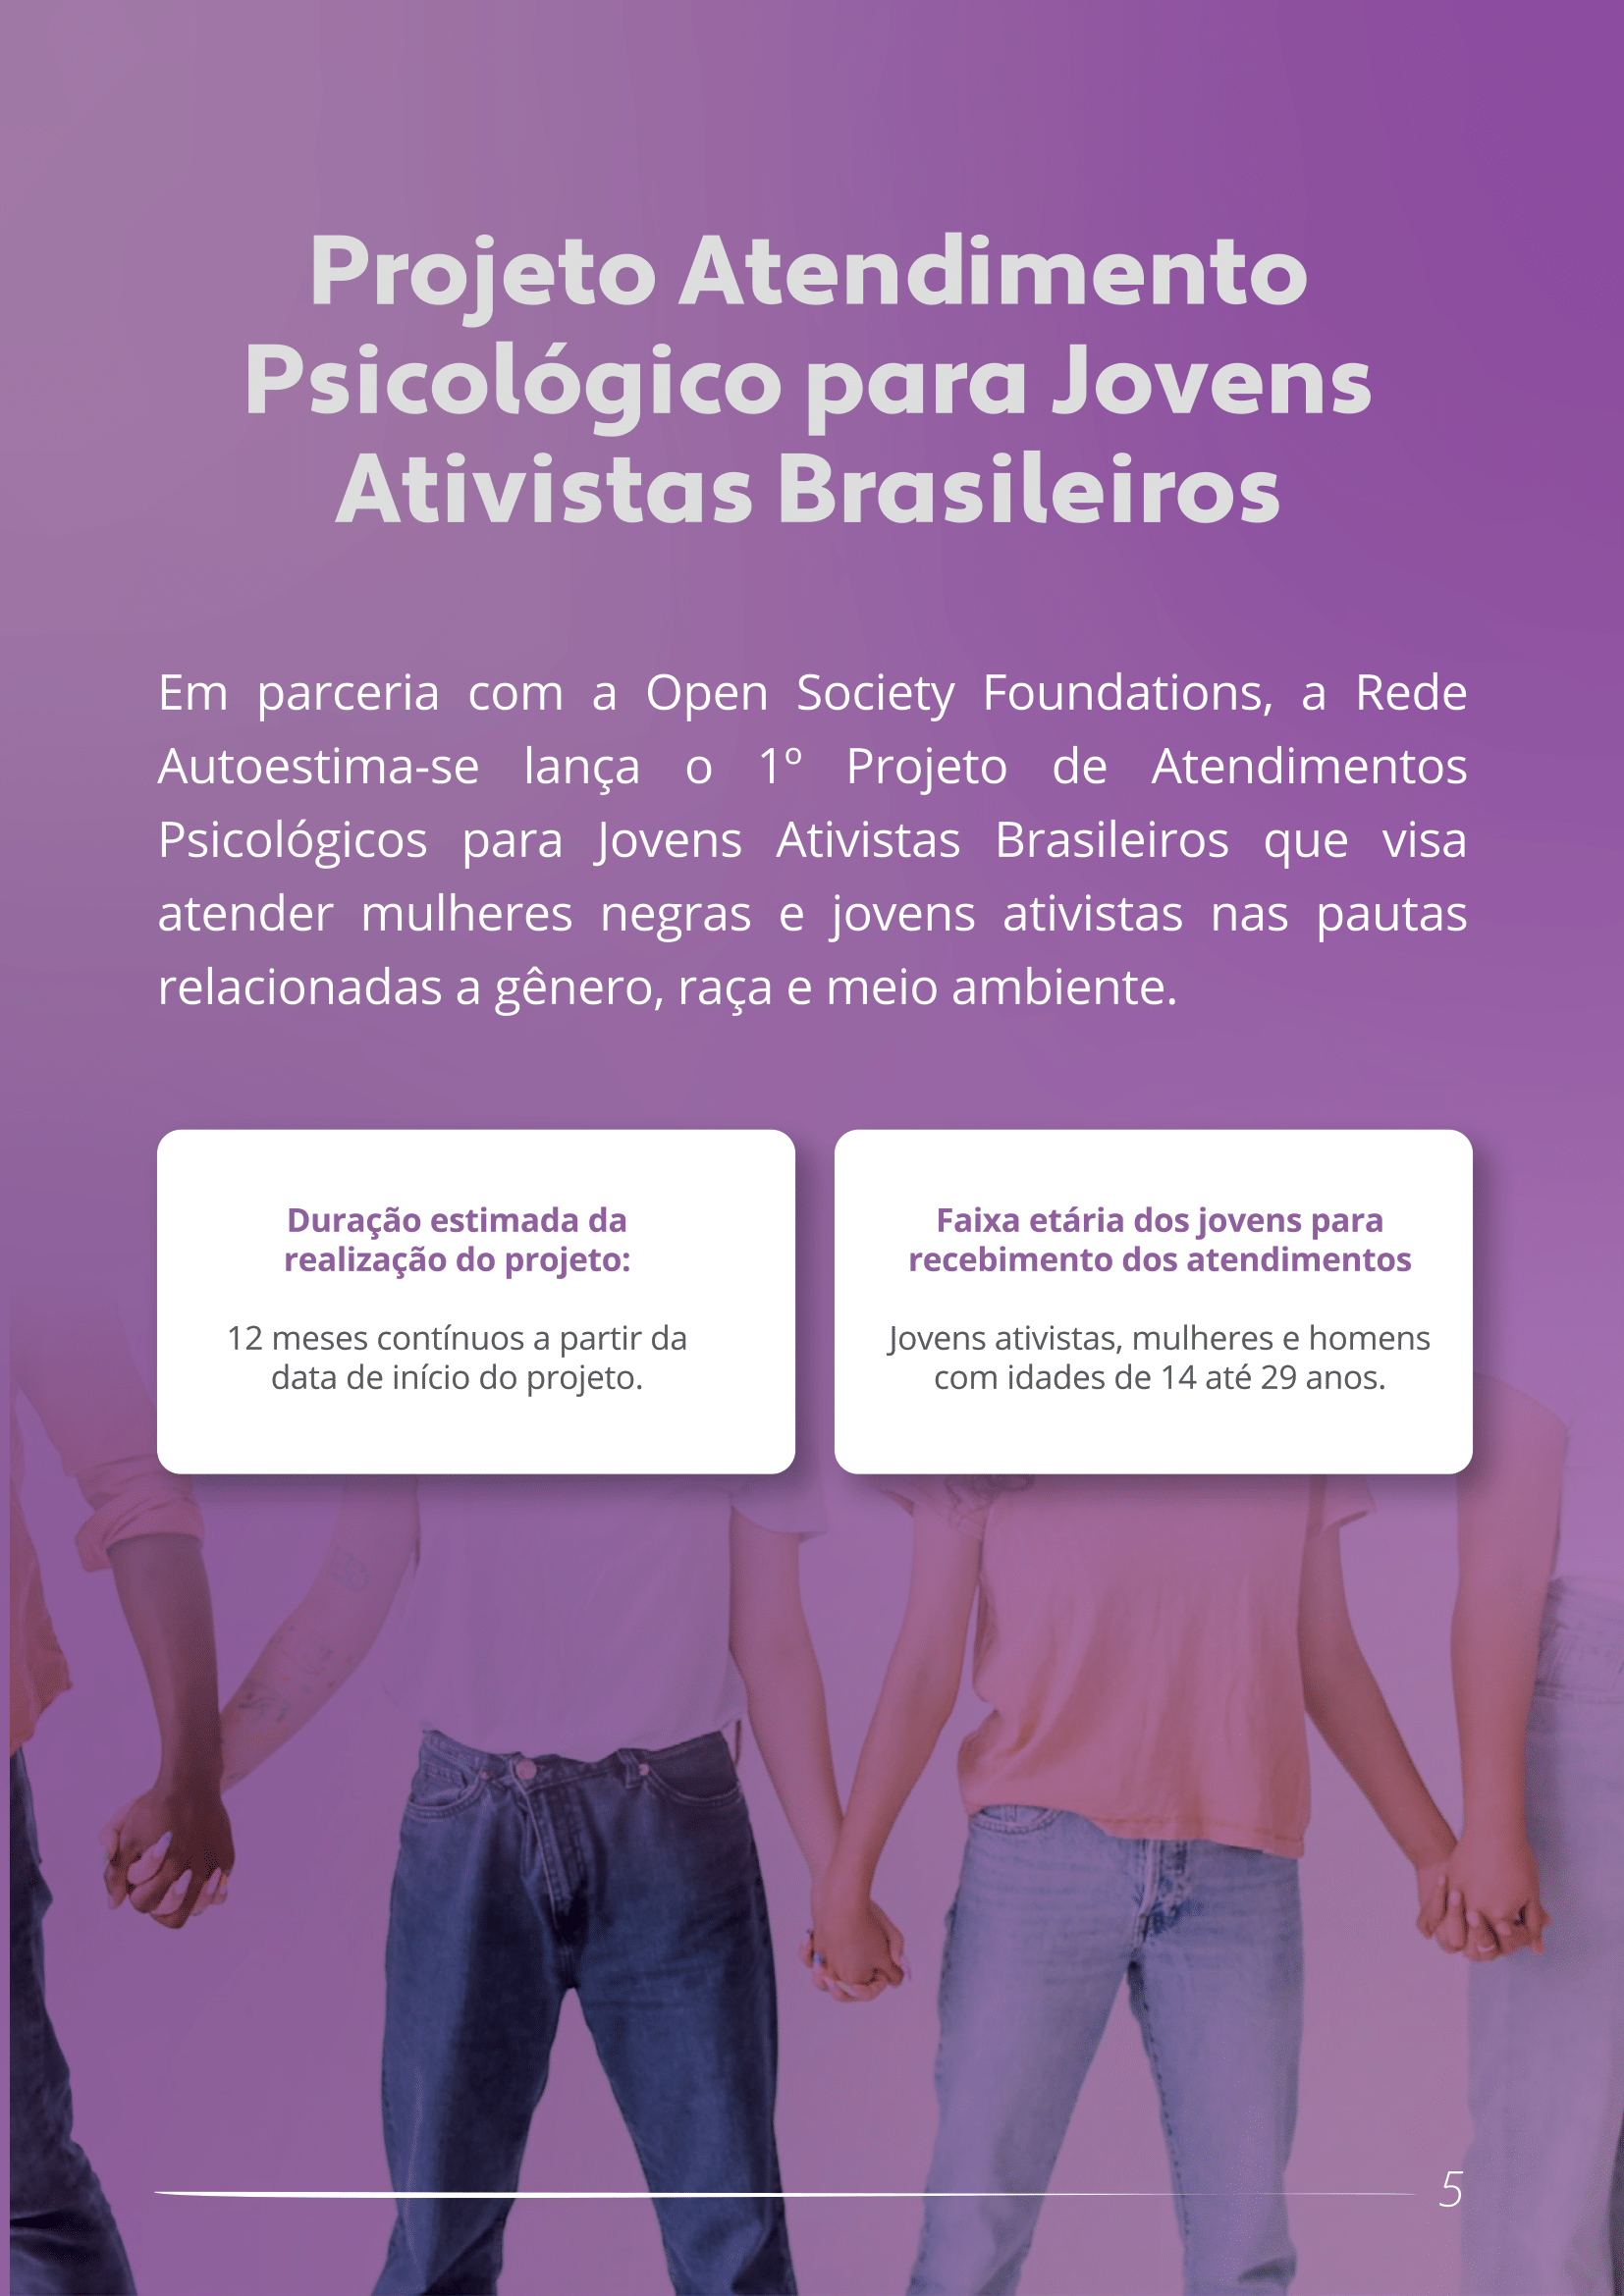 Projeto Atendimento
Psicológico para Jovens
Ativistas Brasileiros
Em parceria com a Open Society Foundations, a Rede
Autoestima-se lança o 1º Projeto de Atendimentos
Psicológicos para Jovens Ativistas Brasileiros que visa
atender mulheres negras e jovens ativistas nas pautas
relacionadas a gênero, raça e meio ambiente.
Duração estimada da
realização do projeto:
12 meses contínuos a partir da
data de início do projeto.
Faixa etária dos jovens para
recebimento dos atendimentos
Jovens ativistas, mulheres e homens
com idades de 14 até 29 anos.
5